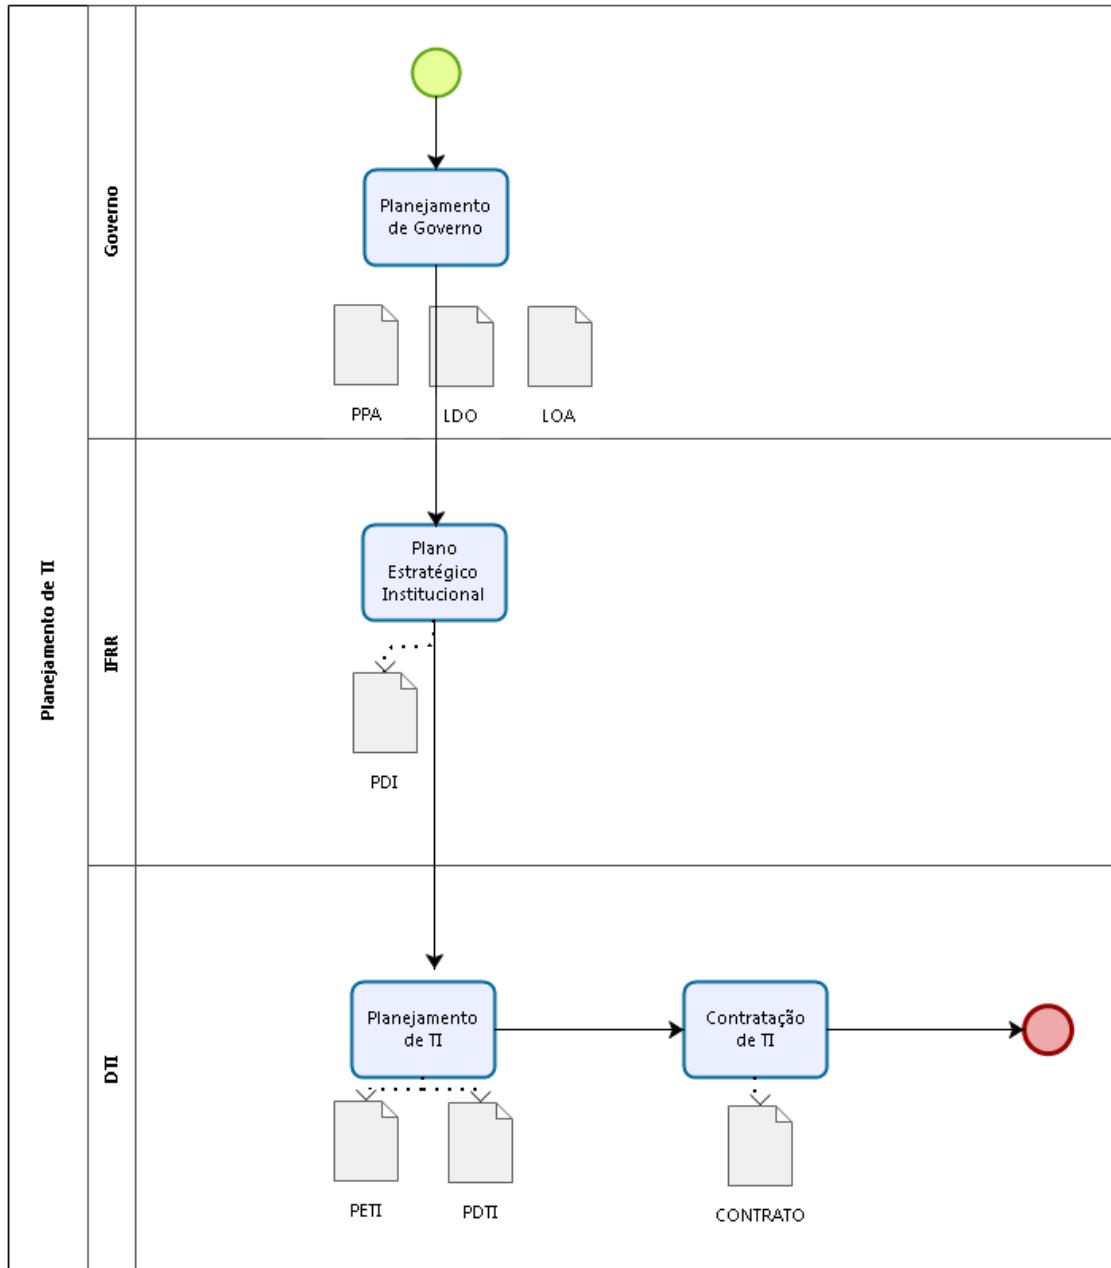 Planejamento de TI
Governo
Planejamento
de Governo
PPA
LDO
LOA
IFRR
Plano
Estratégico
Institucional
PDI
DTI
Planejamento
de TI
Contratação
de TI
PETI
PDTI
CONTRATO